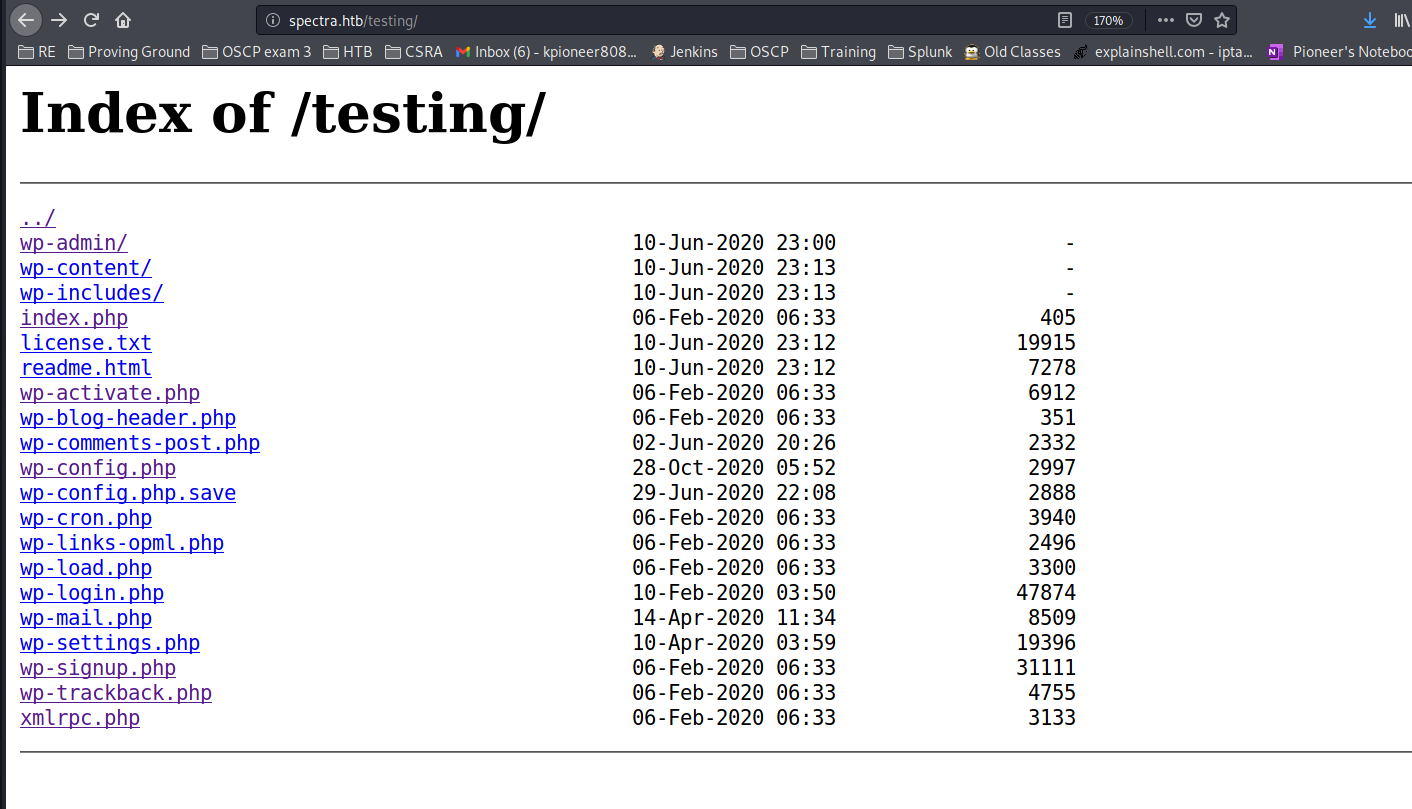 spectra.htb/testing/ 170%
RE Proving Ground OSCP exam 3 HTB CSRA Inbox (6) - kpioneer808... Jenkins OSCP Training Splunk Old Classes explainshell.com - ipta... Pioneer's Noteboo
Index of /testing/
../
wp-admin/ 10-Jun-2020 23:00 -
wp-content/ 10-Jun-2020 23:13 -
wp-includes/ 10-Jun-2020 23:13 -
index.php 06-Feb-2020 06:33 405
license.txt 10-Jun-2020 23:12 19915
readme.html 10-Jun-2020 23:12 7278
wp-activate.php 06-Feb-2020 06:33 6912
wp-blog-header.php 06-Feb-2020 06:33 351
wp-comments-post.php 02-Jun-2020 20:26 2332
wp-config.php 28-Oct-2020 05:52 2997
wp-config.php.save 29-Jun-2020 22:08 2888
wp-cron.php 06-Feb-2020 06:33 3940
wp-links-opml.php 06-Feb-2020 06:33 2496
wp-load.php 06-Feb-2020 06:33 3300
wp-login.php 10-Feb-2020 03:50 47874
wp-mail.php 14-Apr-2020 11:34 8509
wp-settings.php 10-Apr-2020 03:59 19396
wp-signup.php 06-Feb-2020 06:33 31111
wp-trackback.php 06-Feb-2020 06:33 4755
xmlrpc.php 06-Feb-2020 06:33 3133